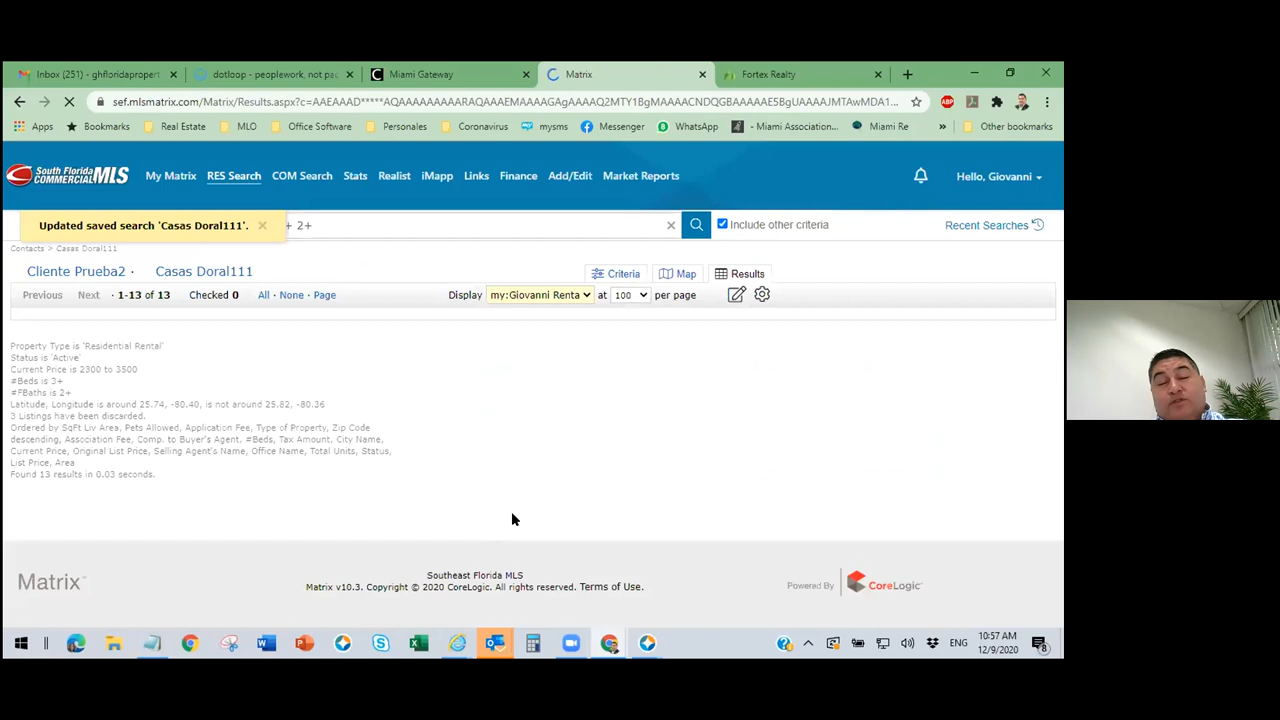 Inbox (251) - ghfloridapropert
dotloop - peoplework, not pa
Miami Gateway
Matrix
Fortex Realty
sef.mlsmatrix.com/Matrix/Results.aspx?c=AAEAAAD*****AQAAAAAAAAARAQAAAEMAAAAGAgAAAAQ2MTY1BgMAAAACNDQGBAAAAAE5BgUAAAAJMTAwMDA1...
Apps
Bookmarks
Real Estate
MLO
Office Software
Personales
Coronavirus
mysms
Messenger
WhatsApp
- Miami Association...
Miami Re
»
Other bookmarks
South Florida
COMMERCIAL MLS
My Matrix
RES Search
COM Search
Stats
Realist
iMapp
Links
Finance
Add/Edit
Market Reports
Hello, Giovanni
Updated saved search 'Casas Doral111'.
+ 2+
Include other criteria
Recent Searches
Contacts > Casas Doral111
Cliente Prueba2 ·
Casas Doral111
Criteria
Map
Results
Previous Next · 1-13 of 13 Checked 0 All · None · Page
Display my:Giovanni Renta at 100 per page
Property Type is 'Residential Rental'
Status is 'Active'
Current Price is 2300 to 3500
#Beds is 3+
#FBaths is 2+
Latitude, Longitude is around 25.74, -80.40, is not around 25.82, -80.36
3 Listings have been discarded.
Ordered by SqFt Liv Area, Pets Allowed, Application Fee, Type of Property, Zip Code
descending, Association Fee, Comp. to Buyer's Agent, #Beds, Tax Amount, City Name,
Current Price, Original List Price, Selling Agent's Name, Office Name, Total Units, Status,
List Price, Area
Found 13 results in 0.03 seconds.
Matrix™
Southeast Florida MLS
Matrix v10.3. Copyright © 2020 CoreLogic. All rights reserved. Terms of Use.
Powered By
CoreLogic
ENG
10:57 AM
12/9/2020
8